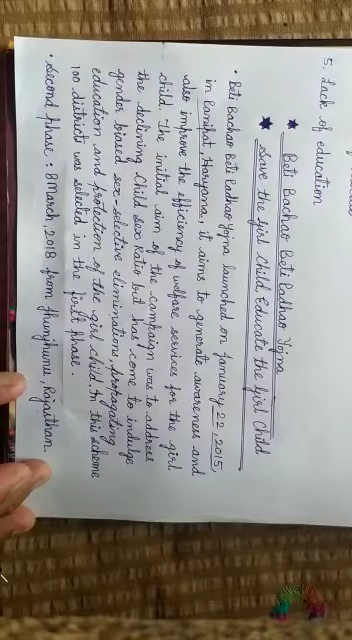 5. Lack of education
★ Beti Bachao Beti Padhao Yojna
★ Save the Girl Child Educate the Girl Child
• Beti Bachao Beti Padhao Yojna launched on January 22, 2015,
in Panipat, Haryana, it aims to generate awareness and
also improve the efficiency of welfare services for the girl
child. The initial aim of the campaign was to address
the declining Child Sex Ratio but has come to indulge
gender biased sex-selective eliminations, propagating
education and protection of the girl child. In this scheme
100 districts was selected in the first phase.
• Second phase: 8 March, 2018 from Jhunjhunu, Rajasthan.